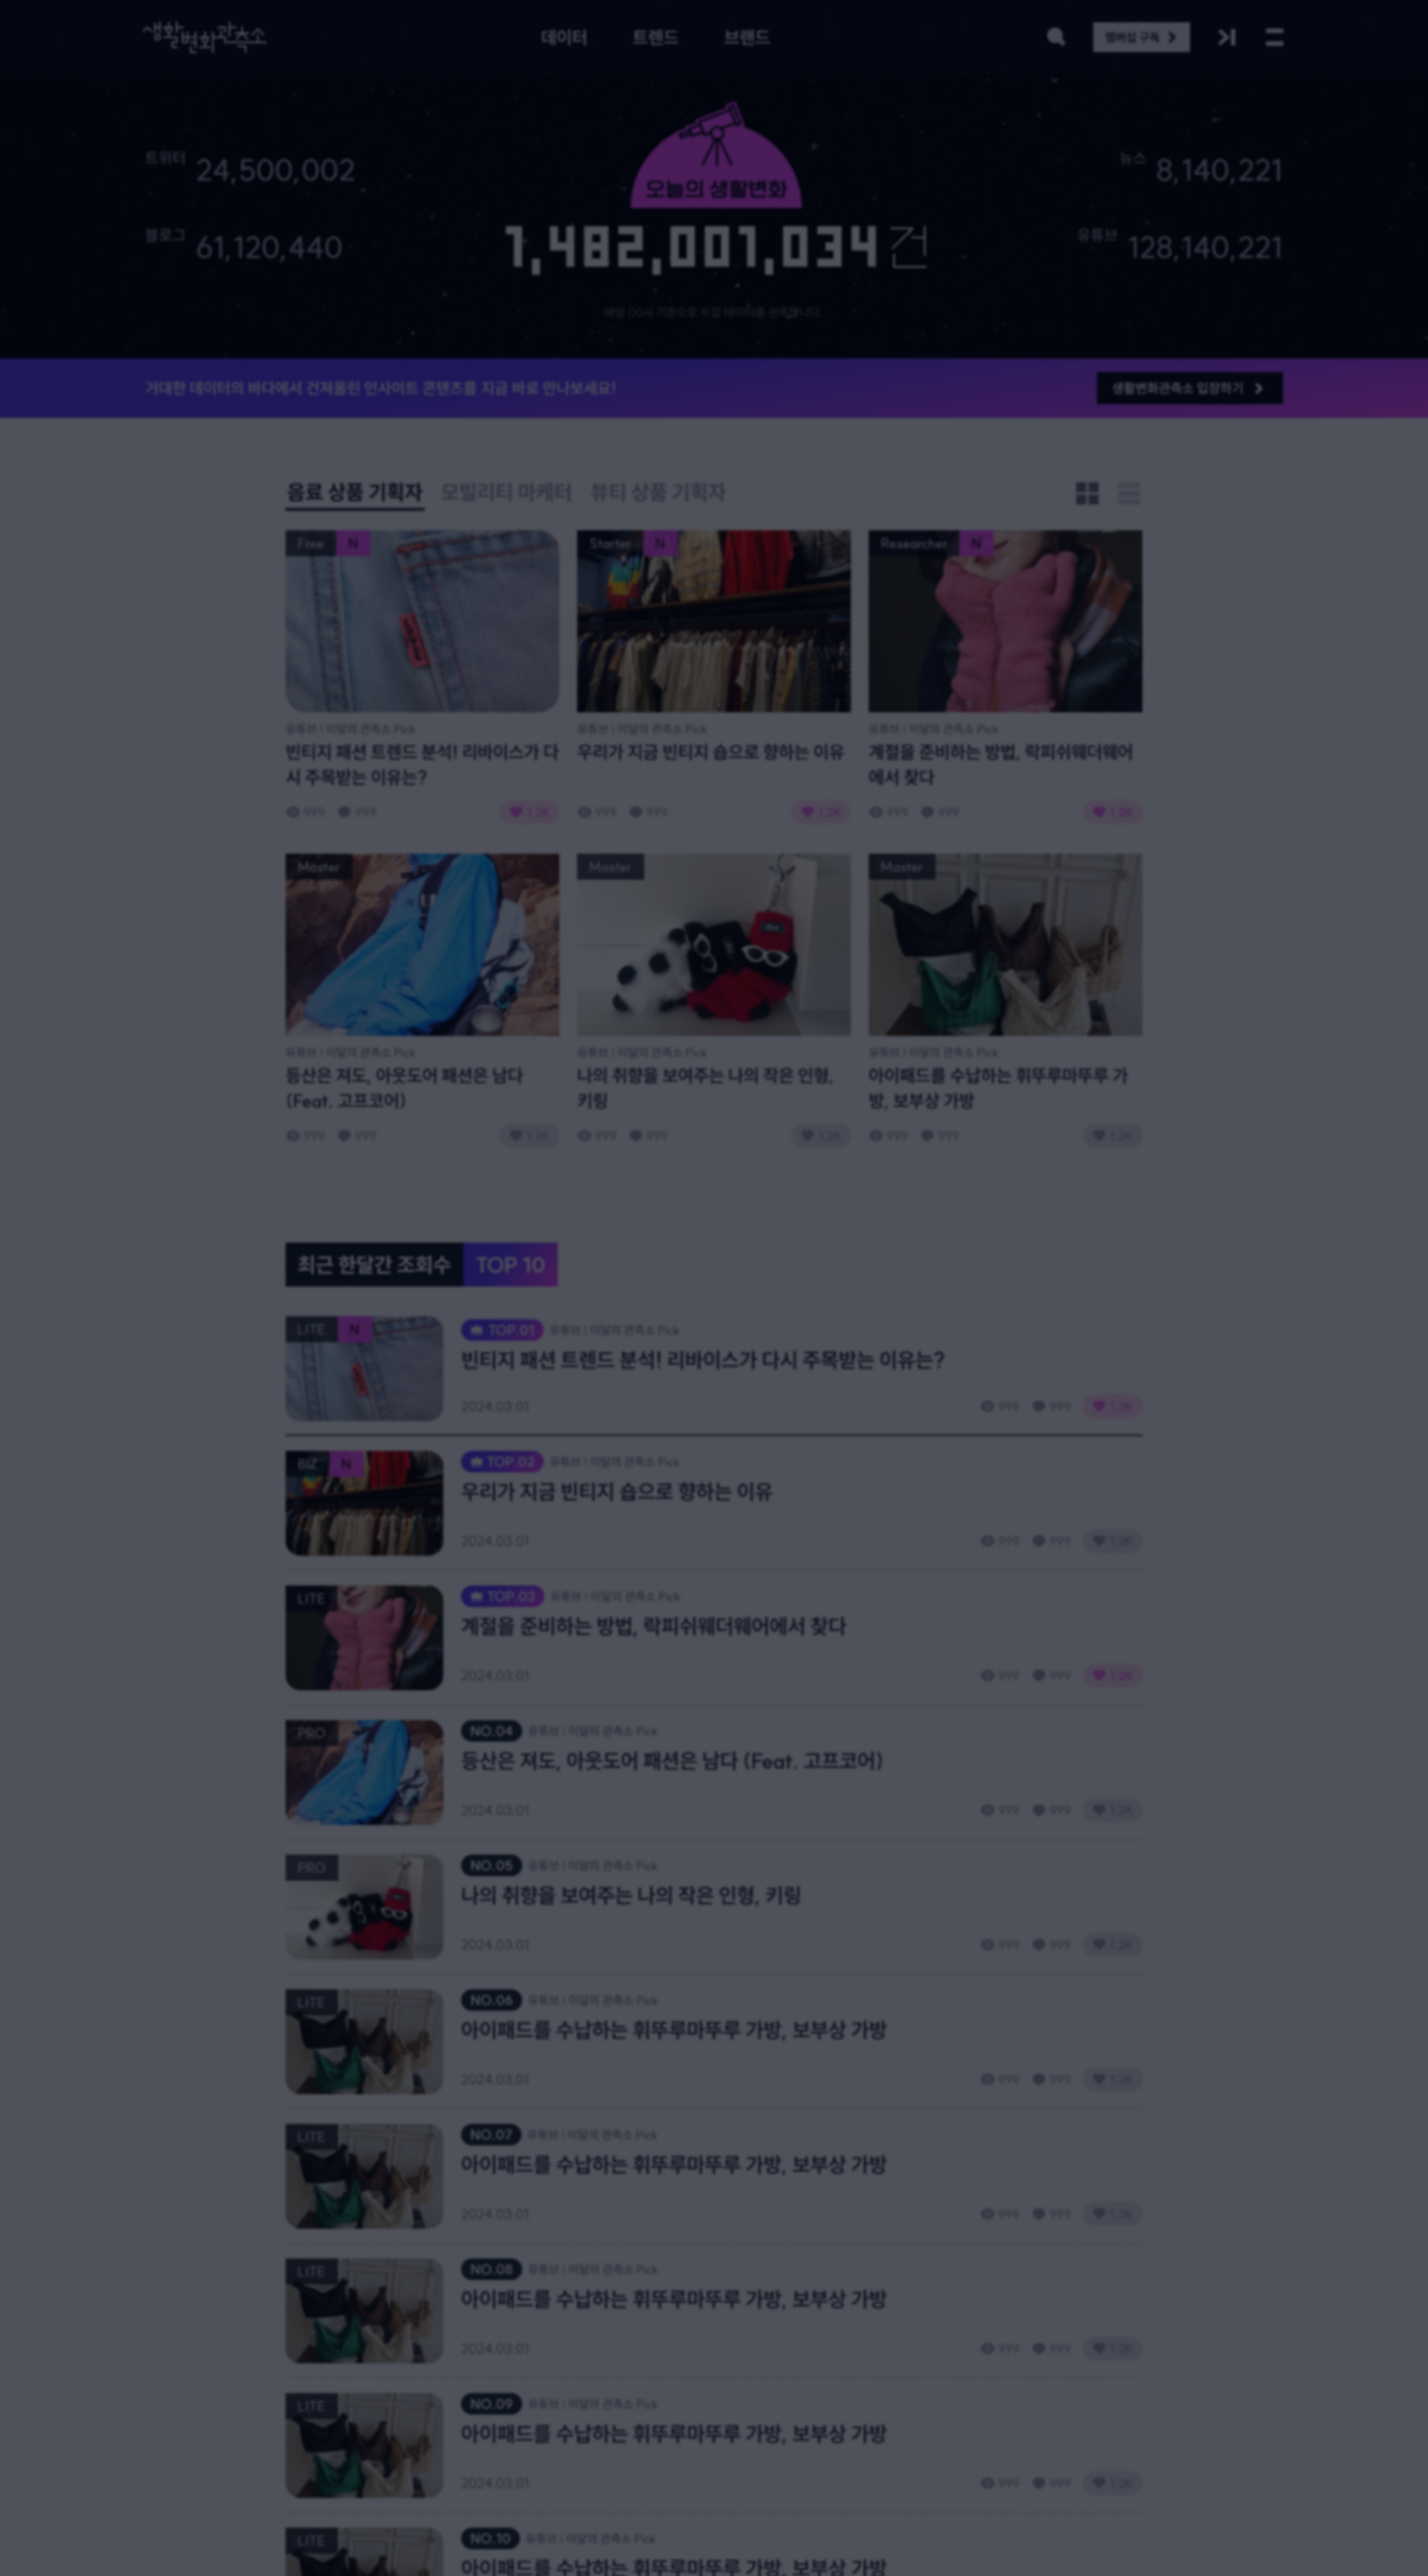 생활변화관측소
데이터
트렌드
브랜드
멤버십 구독
트위터 24,500,002
블로그 61,120,440
오늘의 생활변화
1,482,001,034 건
매일 00시 기준으로 수집 데이터를 관측합니다
뉴스 8,140,221
유튜브 128,140,221
거대한 데이터의 바다에서 건져올린 인사이트 콘텐츠를 지금 바로 만나보세요!
생활변화관측소 입장하기
음료 상품 기획자
모빌리티 마케터
뷰티 상품 기획자
Free N
유튜브 | 이달의 관측소 Pick
빈티지 패션 트렌드 분석! 리바이스가 다
시 주목받는 이유는?
999 999 1.2K
Starter N
유튜브 | 이달의 관측소 Pick
우리가 지금 빈티지 숍으로 향하는 이유
999 999 1.2K
Researcher N
유튜브 | 이달의 관측소 Pick
계절을 준비하는 방법, 락피쉬웨더웨어
에서 찾다
999 999 1.2K
Master
유튜브 | 이달의 관측소 Pick
등산은 져도, 아웃도어 패션은 남다
(Feat. 고프코어)
999 999 1.2K
Master
유튜브 | 이달의 관측소 Pick
나의 취향을 보여주는 나의 작은 인형,
키링
999 999 1.2K
Master
유튜브 | 이달의 관측소 Pick
아이패드를 수납하는 휘뚜루마뚜루 가
방, 보부상 가방
999 999 1.2K
최근 한달간 조회수 TOP 10
LITE N
TOP.01 유튜브 | 이달의 관측소 Pick
빈티지 패션 트렌드 분석! 리바이스가 다시 주목받는 이유는?
2024.03.01 999 999 1.2K
BIZ N
TOP.02 유튜브 | 이달의 관측소 Pick
우리가 지금 빈티지 숍으로 향하는 이유
2024.03.01 999 999 1.2K
LITE
TOP.03 유튜브 | 이달의 관측소 Pick
계절을 준비하는 방법, 락피쉬웨더웨어에서 찾다
2024.03.01 999 999 1.2K
PRO
NO.04 유튜브 | 이달의 관측소 Pick
등산은 져도, 아웃도어 패션은 남다 (Feat. 고프코어)
2024.03.01 999 999 1.2K
PRO
NO.05 유튜브 | 이달의 관측소 Pick
나의 취향을 보여주는 나의 작은 인형, 키링
2024.03.01 999 999 1.2K
LITE
NO.06 유튜브 | 이달의 관측소 Pick
아이패드를 수납하는 휘뚜루마뚜루 가방, 보부상 가방
2024.03.01 999 999 1.2K
LITE
NO.07 유튜브 | 이달의 관측소 Pick
아이패드를 수납하는 휘뚜루마뚜루 가방, 보부상 가방
2024.03.01 999 999 1.2K
LITE
NO.08 유튜브 | 이달의 관측소 Pick
아이패드를 수납하는 휘뚜루마뚜루 가방, 보부상 가방
2024.03.01 999 999 1.2K
LITE
NO.09 유튜브 | 이달의 관측소 Pick
아이패드를 수납하는 휘뚜루마뚜루 가방, 보부상 가방
2024.03.01 999 999 1.2K
LITE
NO.10 유튜브 | 이달의 관측소 Pick
아이패드를 수납하는 휘뚜루마뚜루 가방, 보부상 가방